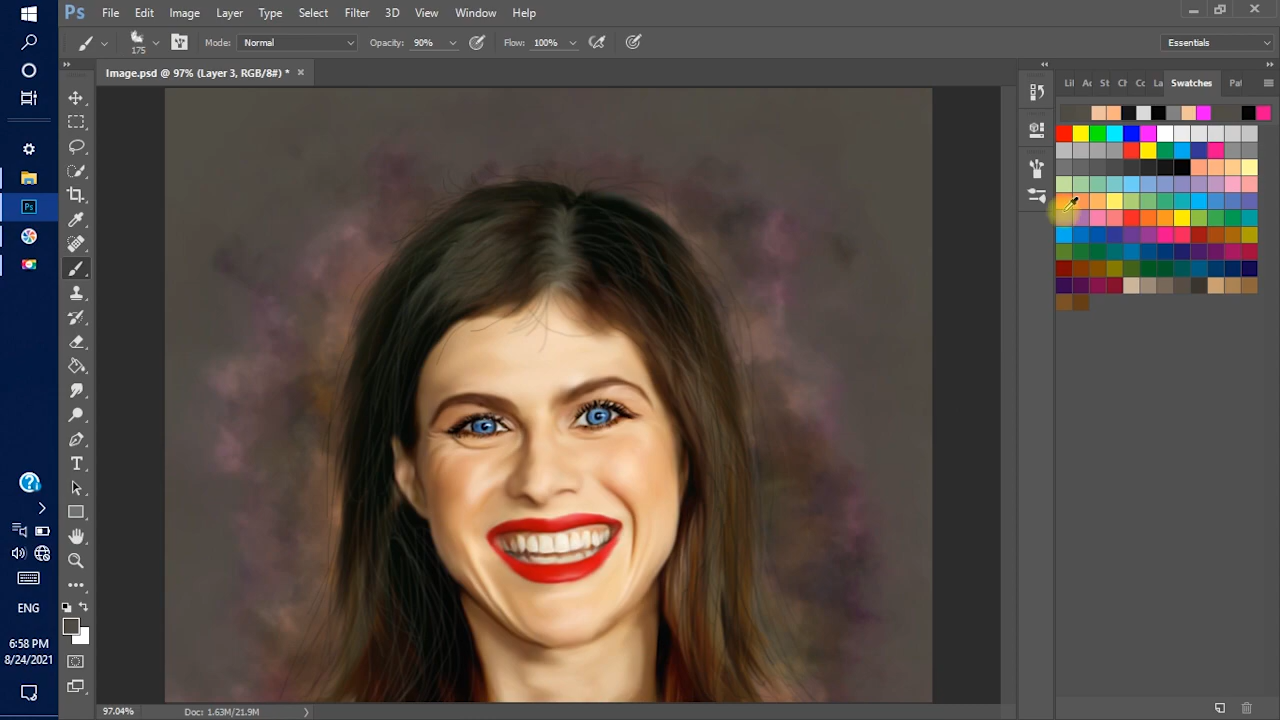 Ps File Edit Image Layer Type Select Filter 3D View Window Help
175 Mode: Normal Opacity: 90% Flow: 100% Essentials
Image.psd @ 97% (Layer 3, RGB/8#) * ×
Swatches
ENG
6:58 PM
8/24/2021
97.04% Doc: 1.63M/21.9M